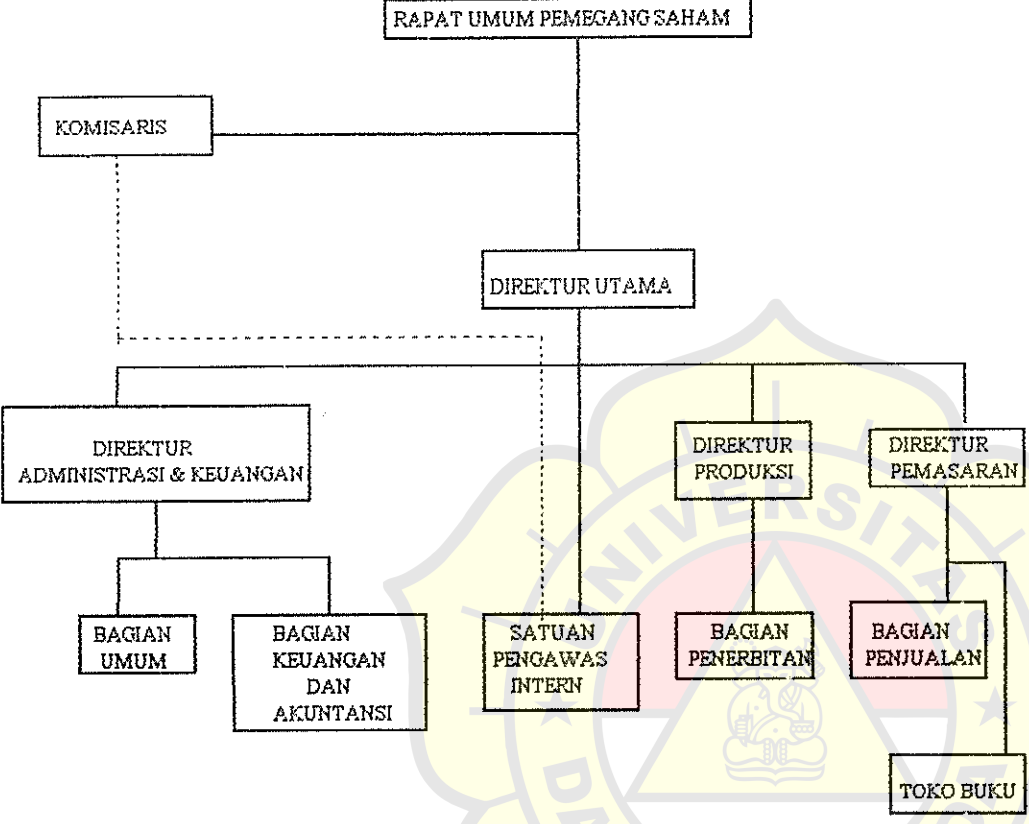 RAPAT UMUM PEMEGANG SAHAM
KOMISARIS
DIREKTUR UTAMA
DIREKTUR
ADMINISTRASI & KEUANGAN
DIREKTUR
PRODUKSI
DIREKTUR
PEMASARAN
BAGIAN
UMUM
BAGIAN
KEUANGAN
DAN
AKUNTANSI
SATUAN
PENGAWAS
INTERN
BAGIAN
PENERBITAN
BAGIAN
PENJUALAN
TOKO BUKU
UNIVERSITAS